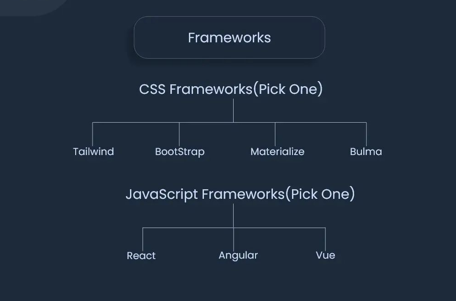 Frameworks
CSS Frameworks(Pick One)
Tailwind BootStrap Materialize Bulma
JavaScript Frameworks(Pick One)
React Angular Vue